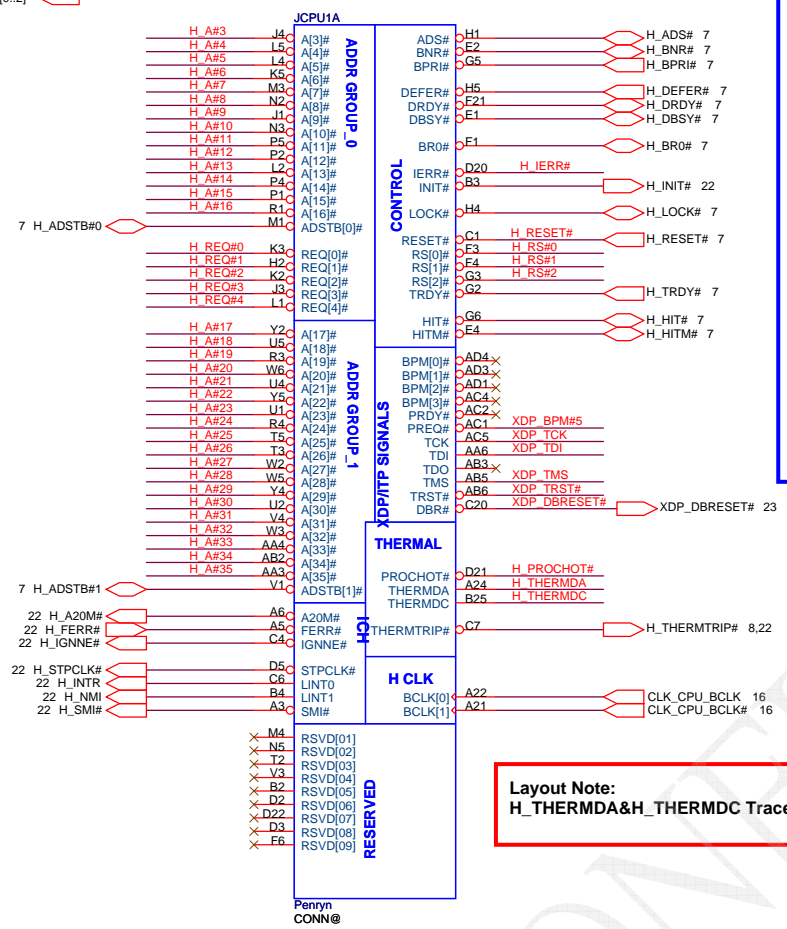 JCPU1A
H_A#3 J4 A[3]# ADS# H1 H_ADS# 7
H_A#4 L5 A[4]# BNR# E2 H_BNR# 7
H_A#5 L4 A[5]# BPRI# G5 H_BPRI# 7
H_A#6 K5 A[6]#
H_A#7 M3 A[7]# DEFER# H5 H_DEFER# 7
H_A#8 N2 A[8]# DRDY# F21 H_DRDY# 7
H_A#9 J1 A[9]# DBSY# E1 H_DBSY# 7
H_A#10 N3 A[10]#
H_A#11 P5 A[11]# BR0# F1 H_BR0# 7
H_A#12 P2 A[12]#
H_A#13 L2 A[13]# IERR# D20 H_IERR#
H_A#14 P4 A[14]# INIT# B3 H_INIT# 22
H_A#15 P1 A[15]#
H_A#16 R1 A[16]# LOCK# H4 H_LOCK# 7
7 H_ADSTB#0 M1 ADSTB[0]#
ADDR GROUP_0
CONTROL
RESET# C1 H_RESET# H_RESET# 7
H_REQ#0 K3 REQ[0]# RS[0]# F3 H_RS#0
H_REQ#1 H2 REQ[1]# RS[1]# F4 H_RS#1
H_REQ#2 K2 REQ[2]# RS[2]# G3 H_RS#2
H_REQ#3 J3 REQ[3]# TRDY# G2 H_TRDY# 7
H_REQ#4 L1 REQ[4]#
HIT# G6 H_HIT# 7
H_A#17 Y2 A[17]# HITM# E4 H_HITM# 7
H_A#18 U5 A[18]#
H_A#19 R3 A[19]# BPM[0]# AD4
H_A#20 W6 A[20]# BPM[1]# AD3
H_A#21 U4 A[21]# BPM[2]# AD1
H_A#22 Y5 A[22]# BPM[3]# AC4
H_A#23 U1 A[23]# PRDY# AC2
H_A#24 R4 A[24]# PREQ# AC1 XDP_BPM#5
H_A#25 T5 A[25]# TCK AC5 XDP_TCK
H_A#26 T3 A[26]# TDI AA6 XDP_TDI
H_A#27 W2 A[27]# TDO AB3
H_A#28 W5 A[28]# TMS AB5 XDP_TMS
H_A#29 Y4 A[29]# TRST# AB6 XDP_TRST#
H_A#30 U2 A[30]# DBR# C20 XDP_DBRESET# XDP_DBRESET# 23
H_A#31 V4 A[31]#
H_A#32 W3 A[32]#
H_A#33 AA4 A[33]#
H_A#34 AB2 A[34]#
H_A#35 AA3 A[35]#
7 H_ADSTB#1 V1 ADSTB[1]#
ADDR GROUP_1
XDP/ITP SIGNALS
THERMAL
PROCHOT# D21 H_PROCHOT#
THERMDA A24 H_THERMDA
THERMDC B25 H_THERMDC
22 H_A20M# A6 A20M#
22 H_FERR# A5 FERR# THERMTRIP# C7 H_THERMTRIP# 8,22
22 H_IGNNE# C4 IGNNE#
ICH
22 H_STPCLK# D5 STPCLK#
22 H_INTR C6 LINT0
22 H_NMI B4 LINT1
22 H_SMI# A3 SMI#
H CLK
BCLK[0] A22 CLK_CPU_BCLK 16
BCLK[1] A21 CLK_CPU_BCLK# 16
M4 RSVD[01]
N5 RSVD[02]
T2 RSVD[03]
V3 RSVD[04]
B2 RSVD[05]
D2 RSVD[06]
D22 RSVD[07]
D3 RSVD[08]
F6 RSVD[09]
RESERVED
Layout Note:
H_THERMDA&H_THERMDC Trace
Penryn
CONN@